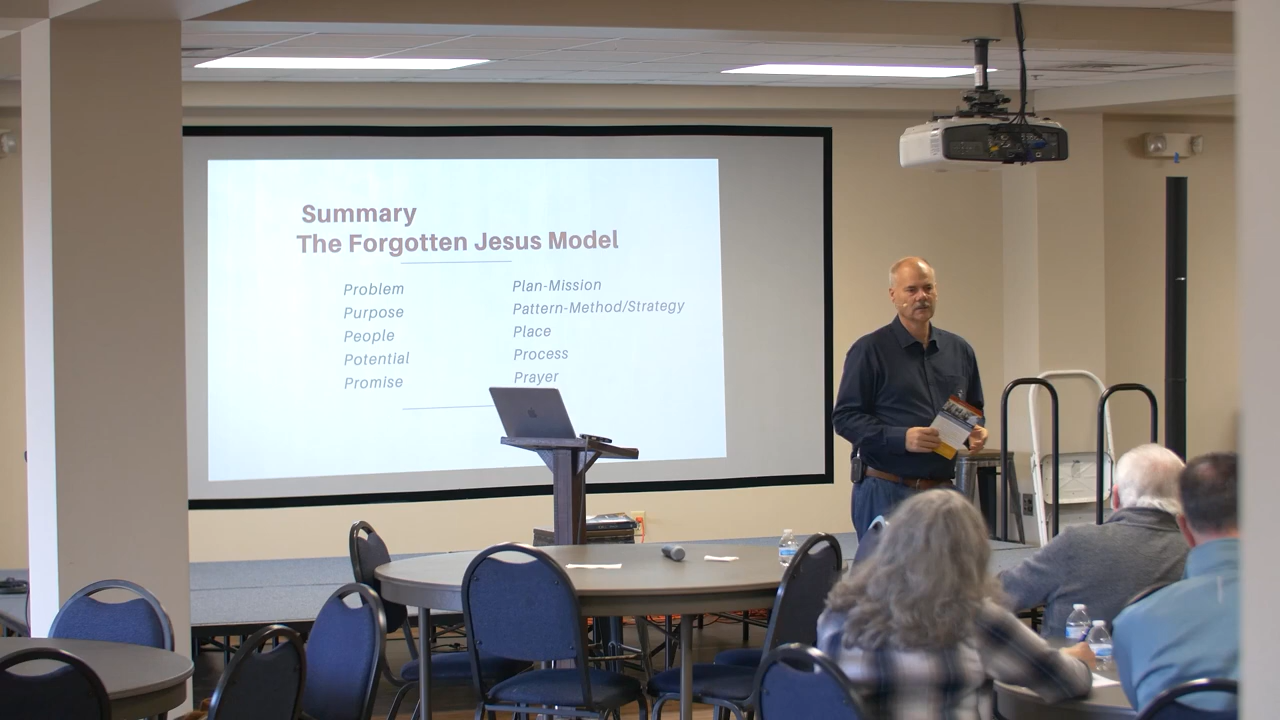 Summary
The Forgotten Jesus Model
Problem
Purpose
People
Potential
Promise
Plan-Mission
Pattern-Method/Strategy
Place
Process
Prayer